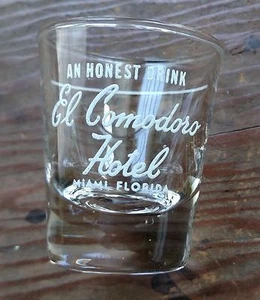 AN HONEST DRINK
El Comodoro
Hotel
MIAMI FLORIDA